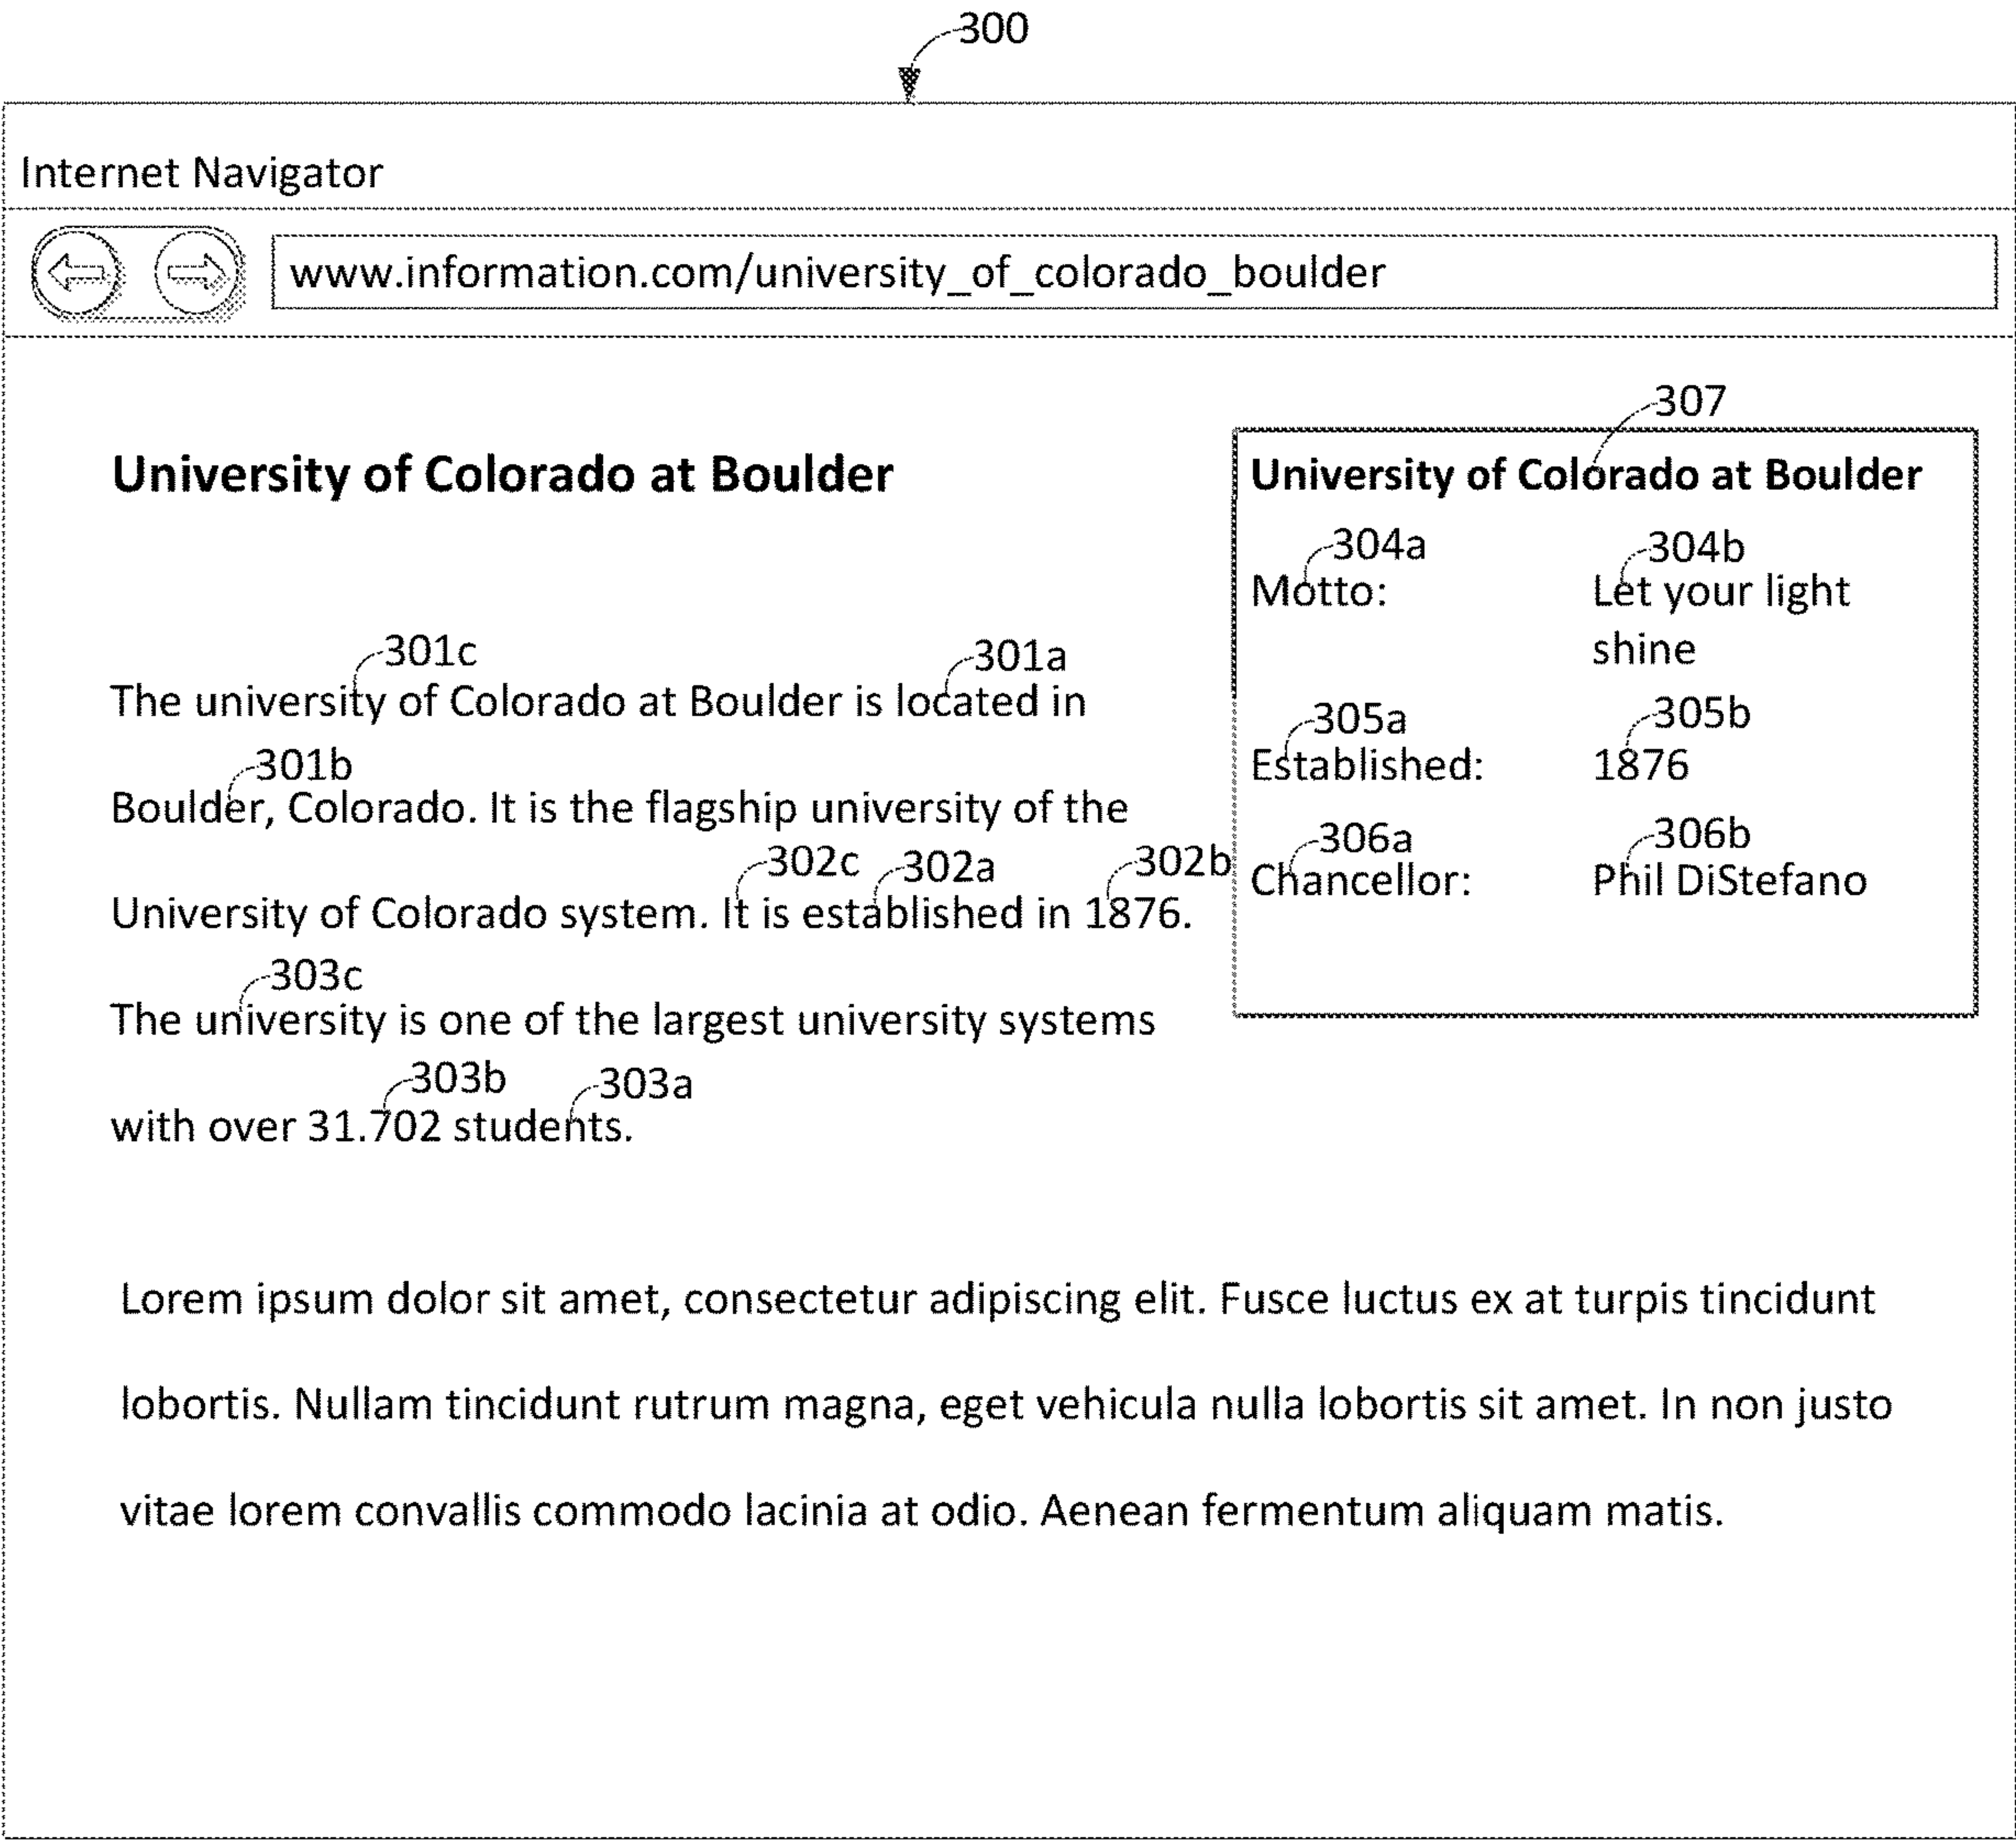 300
Internet Navigator
www.information.com/university_of_colorado_boulder
University of Colorado at Boulder
301c 301a
The university of Colorado at Boulder is located in
301b
Boulder, Colorado. It is the flagship university of the
302c 302a 302b
University of Colorado system. It is established in 1876.
303c
The university is one of the largest university systems
303b 303a
with over 31.702 students.
307
University of Colorado at Boulder
304a 304b
Motto: Let your light
shine
305a 305b
Established: 1876
306a 306b
Chancellor: Phil DiStefano
Lorem ipsum dolor sit amet, consectetur adipiscing elit. Fusce luctus ex at turpis tincidunt
lobortis. Nullam tincidunt rutrum magna, eget vehicula nulla lobortis sit amet. In non justo
vitae lorem convallis commodo lacinia at odio. Aenean fermentum aliquam matis.